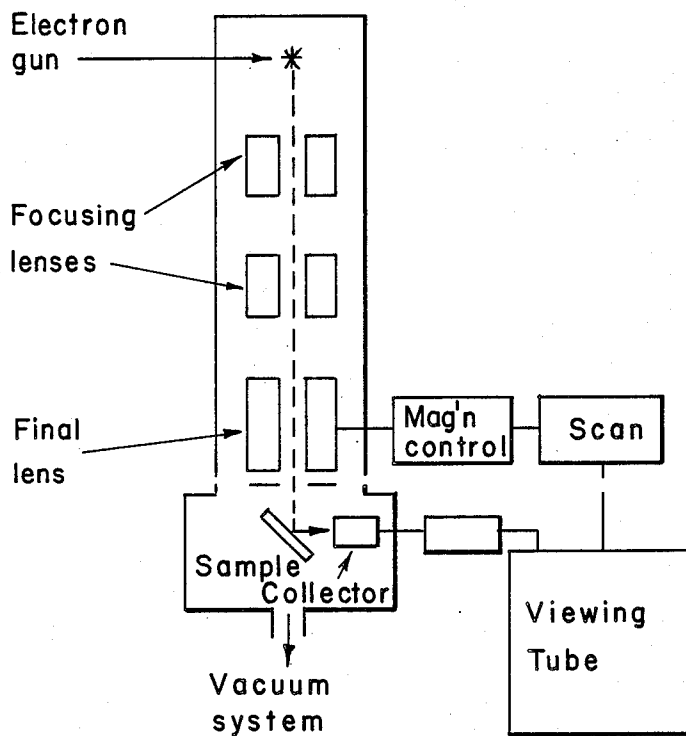 Electron
gun
Focusing
lenses
Final
lens
Mag'n
control
Scan
Sample
Collector
Viewing
Tube
Vacuum
system